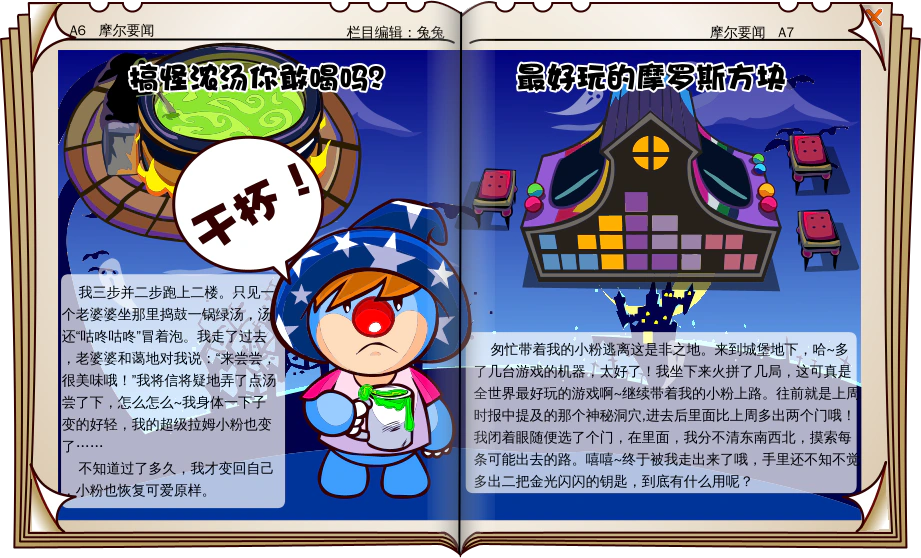 A6 摩尔要闻
栏目编辑：兔兔
搞怪浓汤你敢喝吗?
干杯！
我三步并二步跑上二楼。只见一
个老婆婆坐那里捣鼓一锅绿汤，汤
还“咕咚咕咚”冒着泡。我走了过去
，老婆婆和蔼地对我说：“来尝尝，
很美味哦！”我将信将疑地弄了点汤
尝了下，怎么怎么~我身体一下子
变的好轻，我的超级拉姆小粉也变
了……
不知道过了多久，我才变回自己
，小粉也恢复可爱原样。
摩尔要闻 A7
最好玩的摩罗斯方块
匆忙带着我的小粉逃离这是非之地。来到城堡地下，哈~多
了几台游戏的机器，太好了！我坐下来火拼了几局，这可真是
全世界最好玩的游戏啊~继续带着我的小粉上路。往前就是上周
时报中提及的那个神秘洞穴,进去后里面比上周多出两个门哦！
我闭着眼随便选了个门，在里面，我分不清东南西北，摸索每
条可能出去的路。嘻嘻~终于被我走出来了哦，手里还不知不觉
多出二把金光闪闪的钥匙，到底有什么用呢？